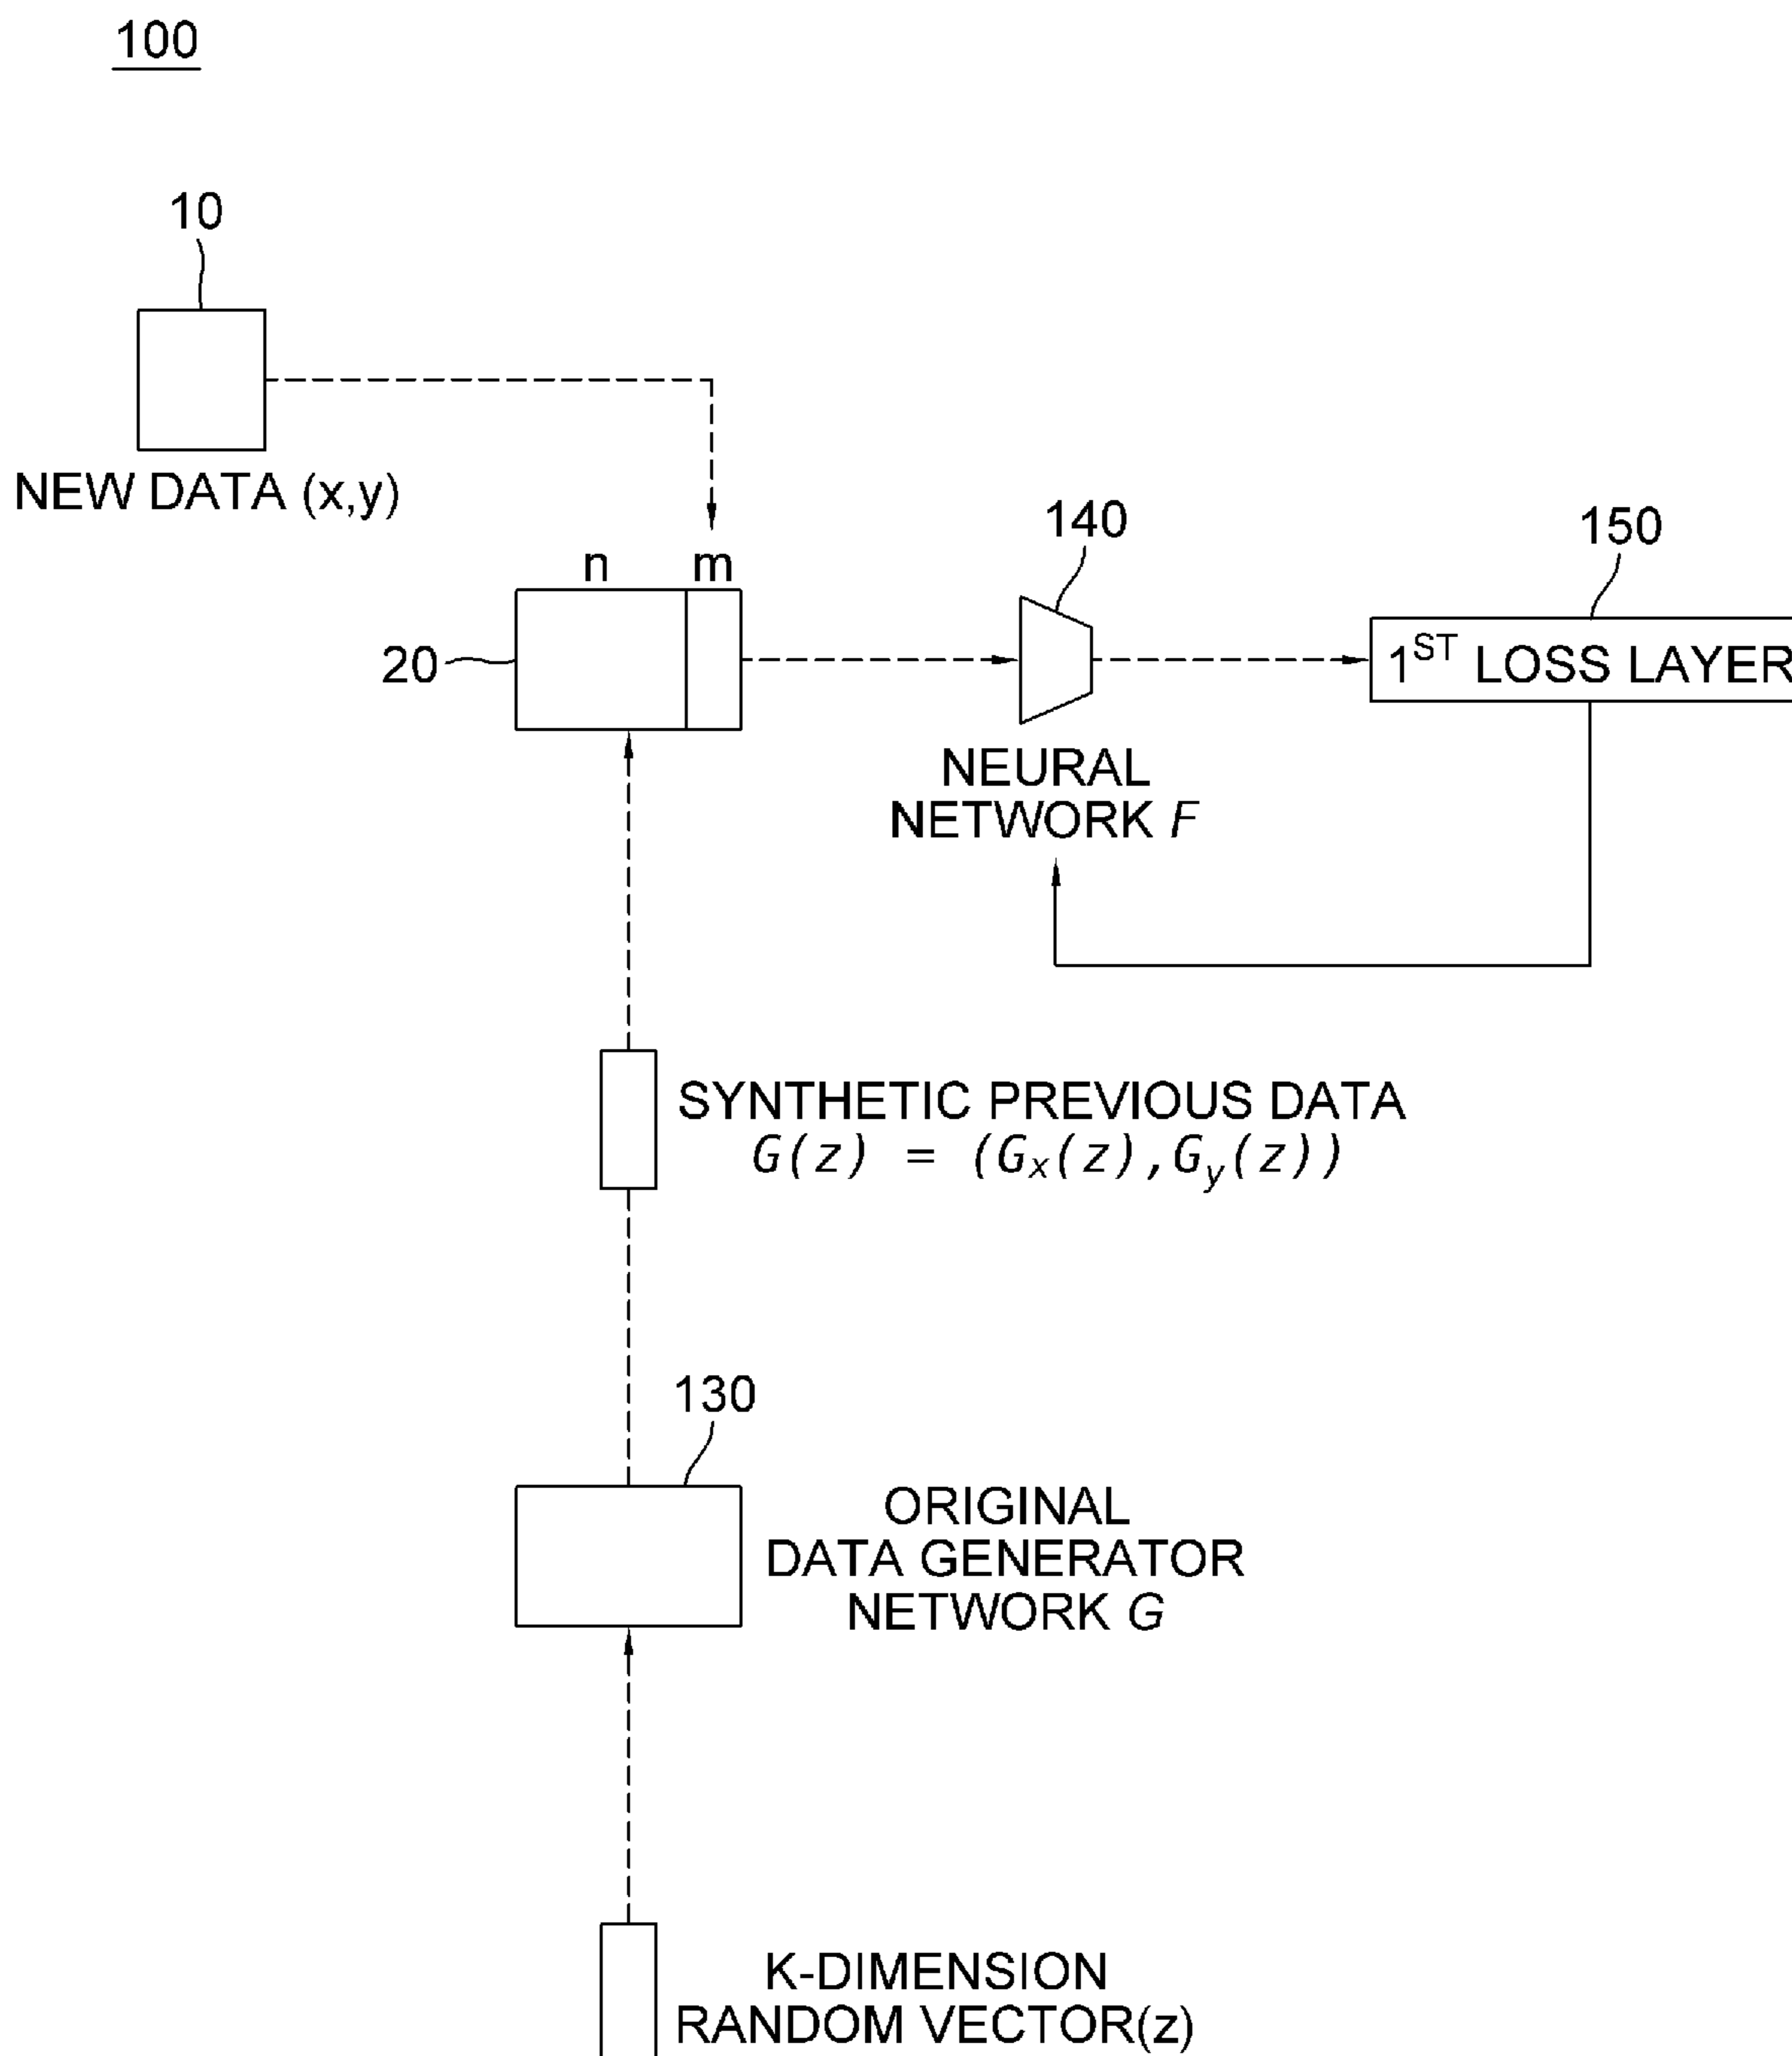 100
10
NEW DATA (x,y)
n m
20
140
150
1ST LOSS LAYER
NEURAL
NETWORK F
SYNTHETIC PREVIOUS DATA
G(z) = (Gx(z),Gy(z))
130
ORIGINAL
DATA GENERATOR
NETWORK G
K-DIMENSION
RANDOM VECTOR(z)